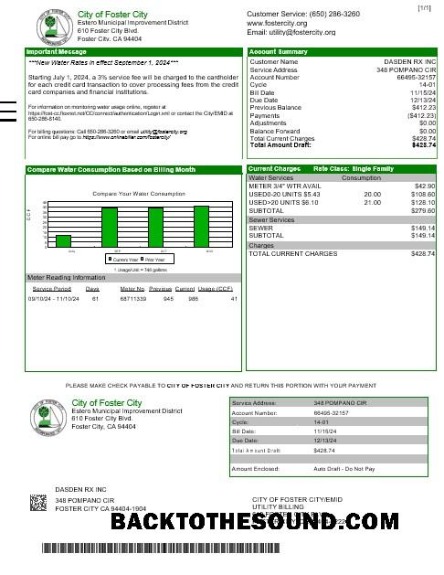 [1/1]
City of Foster City
Estero Municipal Improvement District
610 Foster City Blvd.
Foster City, CA 94404
Customer Service: (650) 286-3260
www.fostercity.org
Email: utility@fostercity.org
Important Message
***New Water Rates in effect September 1, 2024***
Starting July 1, 2024, a 3% service fee will be charged to the cardholder
for each credit card transaction to cover processing fees from the credit
card companies and financial institutions.
For information on monitoring water usage online, register at
or contact the City/EMID at
650-286-8140.
For billing questions: Call 650-286-3260 or email utility@fostercity.org
For online bill pay go to
Account Summary
Customer Name DASDEN RX INC
Service Address 348 POMPANO CIR
Account Number 66495-32157
Cycle 14-01
Bill Date 11/15/24
Due Date 12/13/24
Previous Balance $412.23
Payments ($412.23)
Adjustments $0.00
Balance Forward $0.00
Total Current Charges $428.74
Total Amount Draft: $428.74
Compare Water Consumption Based on Billing Month
Compare Your Water Consumption
CCF
Current Year Prior Year
Meter Reading Information
Service Period Days Meter No. Previous Current Usage (CCF)
09/10/24 - 11/10/24 61 68711339 945 986 41
Current Charges Rate Class: Single Family
Water Services Consumption
METER 3/4" WTR AVAIL $42.90
USED0-20 UNITS $5.43 20.00 $108.60
USED>20 UNITS $6.10 21.00 $128.10
SUBTOTAL $279.60
Sewer Services
SEWER $149.14
SUBTOTAL $149.14
Charges
TOTAL CURRENT CHARGES $428.74
PLEASE MAKE CHECK PAYABLE TO CITY OF FOSTER CITY AND RETURN THIS PORTION WITH YOUR PAYMENT
City of Foster City
Estero Municipal Improvement District
610 Foster City Blvd.
Foster City, CA 94404
Service Address: 348 POMPANO CIR
Account Number: 66495-32157
Cycle: 14-01
Bill Date: 11/15/24
Due Date: 12/13/24
Total Amount Draft: $428.74
Amount Enclosed: Auto Draft - Do Not Pay
DASDEN RX INC
348 POMPANO CIR
FOSTER CITY CA 94404-1904
CITY OF FOSTER CITY/EMID
UTILITY BILLING
BACKTOTHESOUND.COM